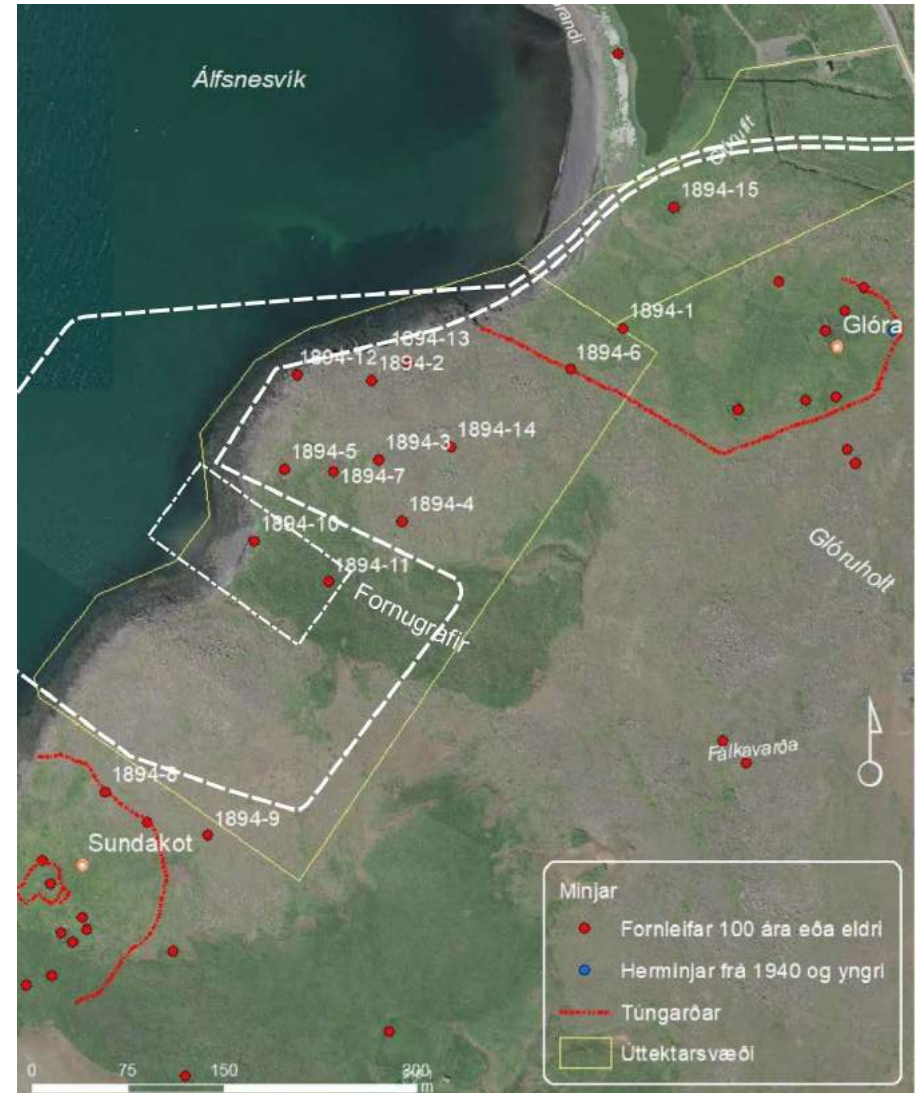 Álfsnesvík
1894-15
1894-1
Glóra
1894-13
1894-12
1894-2
1894-6
1894-14
1894-3
1894-5
1894-7
1894-4
1894-10
Glóruholt
1894-11
Fornugrafir
Fálkavarða
1894-8
1894-9
Sundakot
Minjar
Fornleifar 100 ára eða eldri
Herminjar frá 1940 og yngri
Túngarðar
Úttektarsvæði
0 75 150 300
m